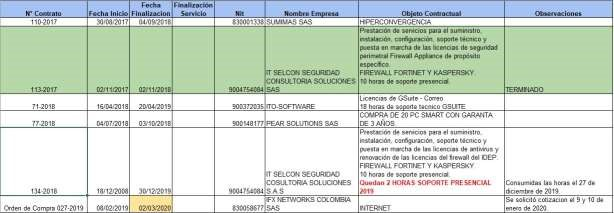 N° Contrato Fecha Inicio Fecha Finalizacion Finalización Servicio Nit Nombre Empresa Objeto Contractual Observaciones
110-2017 30/08/2017 04/09/2018 830001338 SUMIMAS SAS HIPERCONVERGENCIA
Prestación de servicios para el suministro,
instalación, configuración, soporte técnico y
puesta en marcha de las licencias de seguridad
perimetral Firewall Appliance de propósito
específico.
IT SELCON SEGURIDAD FIREWALL FORTINET Y KASPERSKY
CONSULTORIA SOLUCIONES 10 horas de soporte presencial.
113-2017 02/11/2017 02/11/2018 9004754084 SAS TERMINADO
Licencias de GSuite - Correo
71-2018 16/04/2018 20/04/2019 900372035 ITO-SOFTWARE 18 horas de soporte tecnico GSUITE
COMPRA DE 20 PC SMART CON GARANTA
77-2018 04/07/2018 03/10/2018 900148177 PEAR SOLUTIONS SAS DE 3 AÑOS
Prestación de servicios para el suministro,
instalación, configuración, soporte técnico y
puesta en marcha de las licencias de antivirus y
renovación de las licencias del firewall del IDEP.
FIREWALL FORTINET Y KASPERSKY
10 horas de soporte presencial.
IT SELCON SEGURIDAD Quedan 2 HORAS SOPORTE PRESENCIAL
COSULTORIA SOLUCIONES 2019 Consumidas las horas el 27 de
134-2018 18/12/2008 30/12/2019 9004754084 S.A.S diciembre de 2019.
IFX NETWORKS COLOMBIA Se solicitó cotizacion el 9 y 10
Orden de Compra 027-2019 08/02/2019 02/03/2020 830058677 SAS INTERNET enero de 2020.